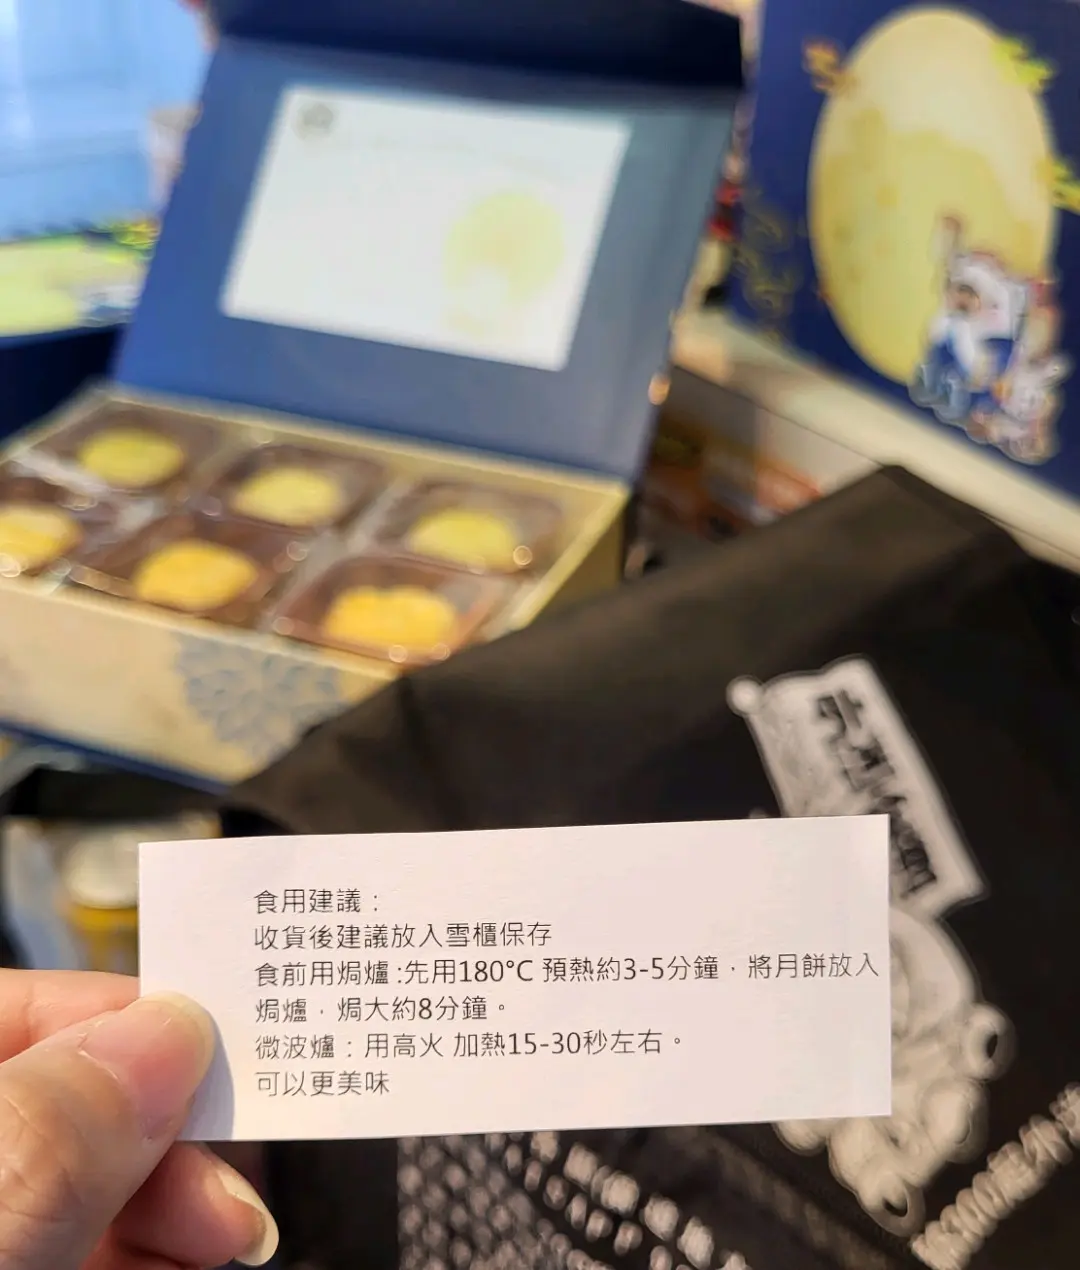 食用建議：
收貨後建議放入雪櫃保存
食前用焗爐:先用180°C 預熱約3-5分鐘，將月餅放入
焗爐，焗大約8分鐘。
微波爐：用高火 加熱15-30秒左右。
可以更美味